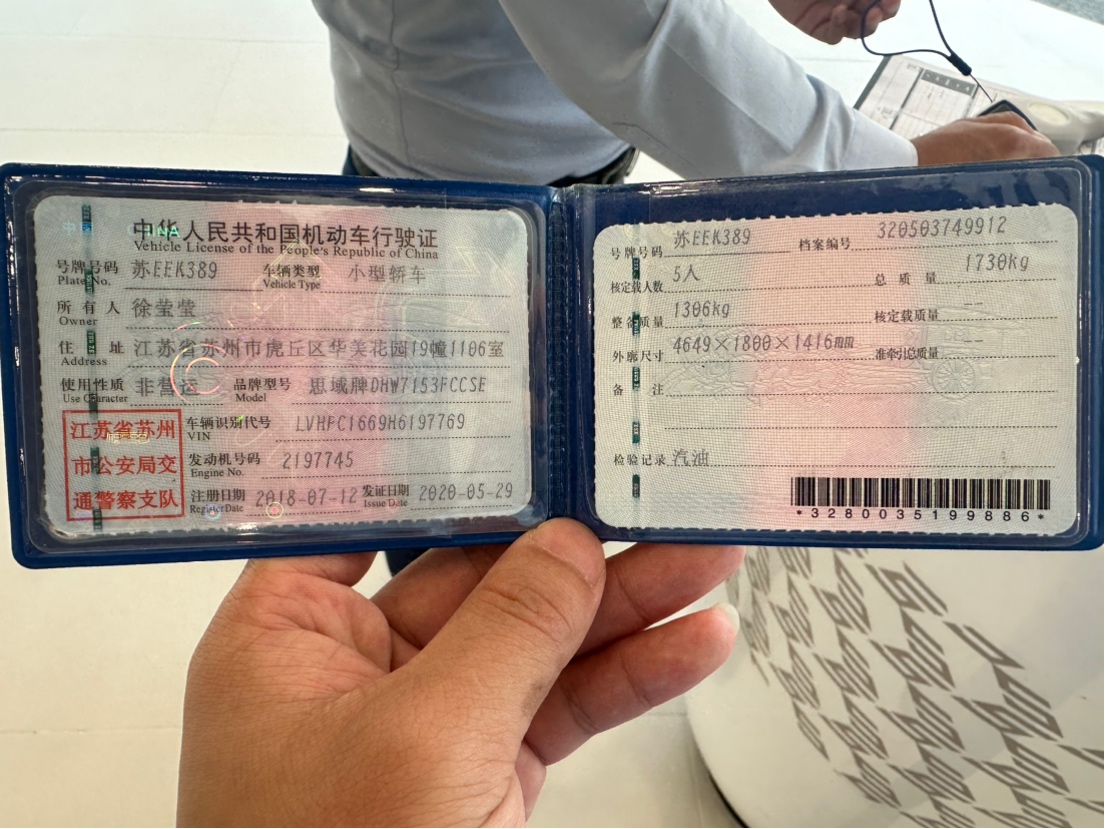 中华人民共和国机动车行驶证
Vehicle License of the People's Republic of China
号牌号码 苏EEK389 车辆类型 小型轿车
Plate No. Vehicle Type
所有人 徐莹莹
Owner
住址 江苏省苏州市虎丘区华美花园19幢1106室
Address
使用性质 非营运 品牌型号 思域牌DHW7153FCCSE
Use Character Model
江苏省苏州
市公安局交
通警察支队
车辆识别代号 LVHFC1669H6197769
VIN
发动机号码 2197745
Engine No.
注册日期 2018-07-12 发证日期 2020-05-29
Register Date Issue Date
号牌号码 苏EEK389 档案编号 320503749912
核定载人数 5人 总质量 1730kg
整备质量 1306kg 核定载质量 --
外廓尺寸 4649×1800×1416mm 准牵引总质量 --
备注
检验记录 汽油
*3280035199886*